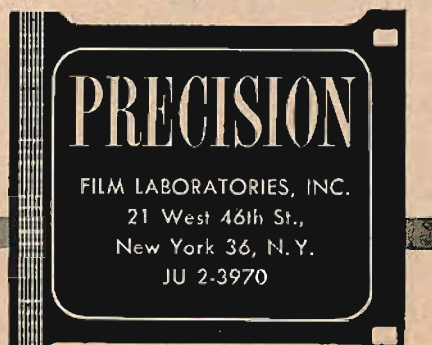 PRECISION
FILM LABORATORIES, INC.
21 West 46th St.,
New York 36, N.Y.
JU 2-3970